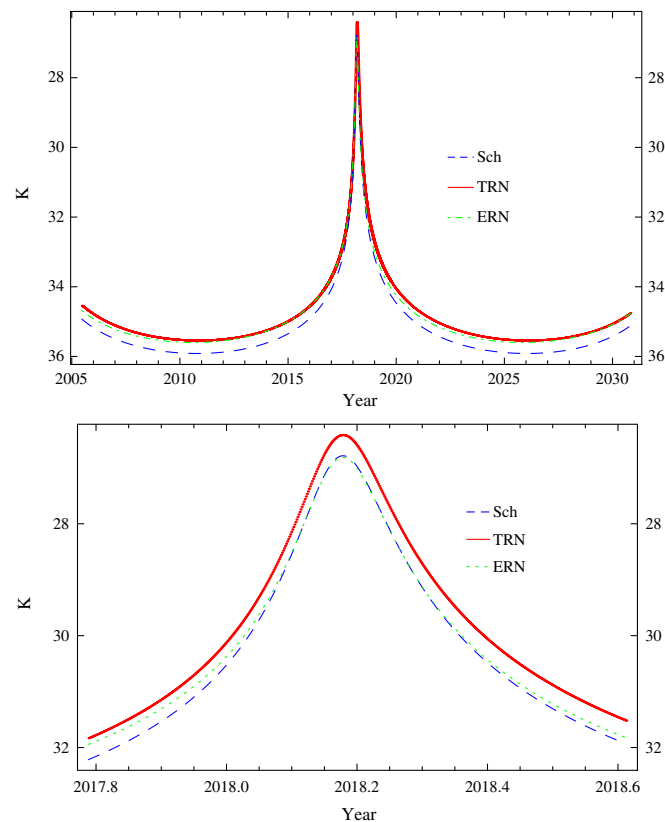 28 28
30 30
Sch
TRN
K
32 ERN 32
34 34
36 36
2005 2010 2015 2020 2025 2030
Year
28 Sch 28
TRN
ERN
K
30 30
32 32
2017.8 2018.0 2018.2 2018.4 2018.6
Year